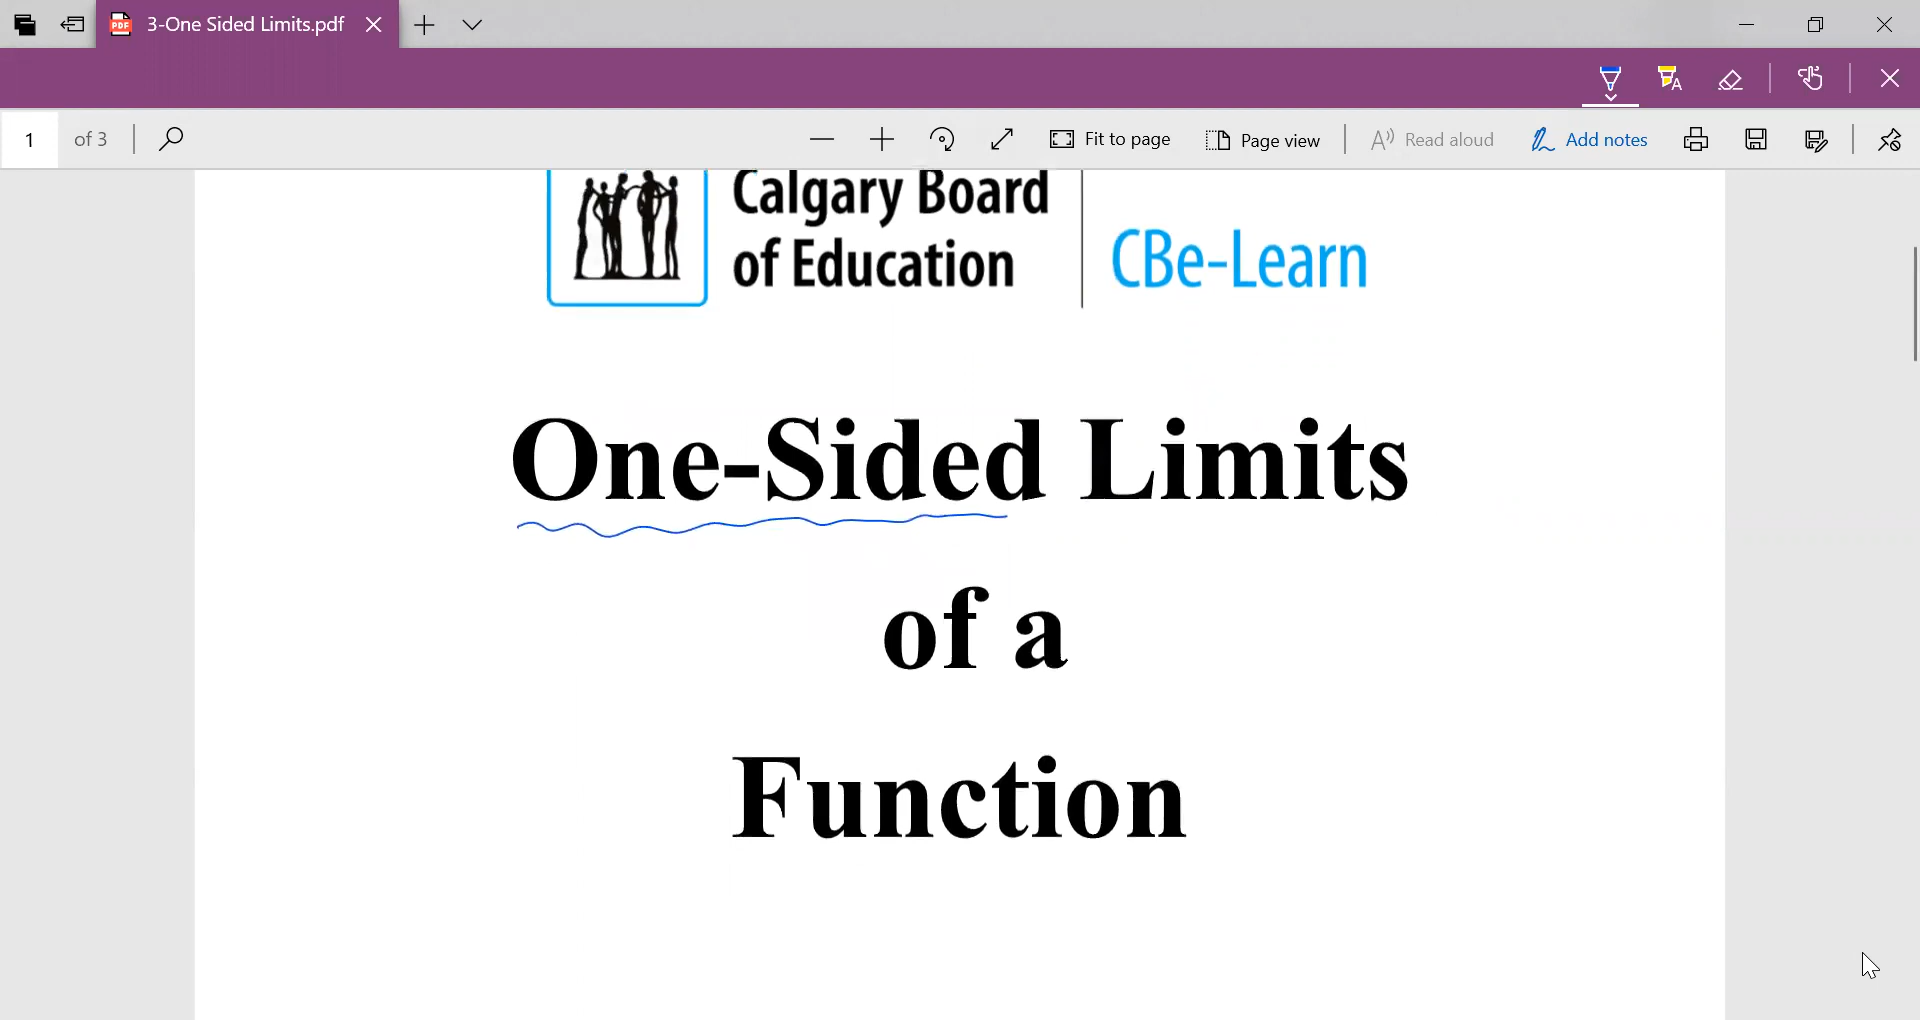 3-One Sided Limits.pdf
1 of 3 Fit to page Page view Read aloud Add notes
Calgary Board
of Education
CBe-Learn
One-Sided Limits
of a
Function